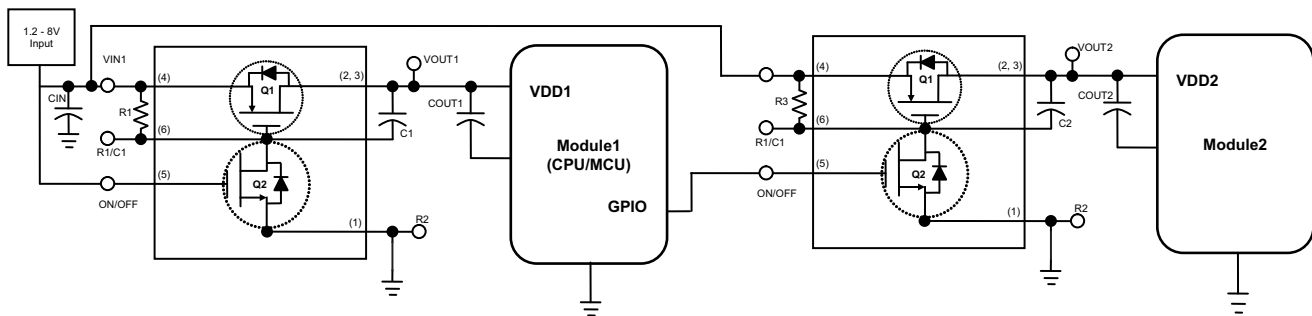 1.2 - 8V
Input
VIN1
CIN
R1
(4)
Q1
(2, 3)
VOUT1
COUT1
C1
(6)
R1/C1
(5)
Q2
ON/OFF
(1)
R2
VDD1
Module1
(CPU/MCU)
GPIO
(4)
Q1
(2, 3)
VOUT2
COUT2
R3
C2
(6)
R1/C1
(5)
Q2
ON/OFF
(1)
R2
VDD2
Module2